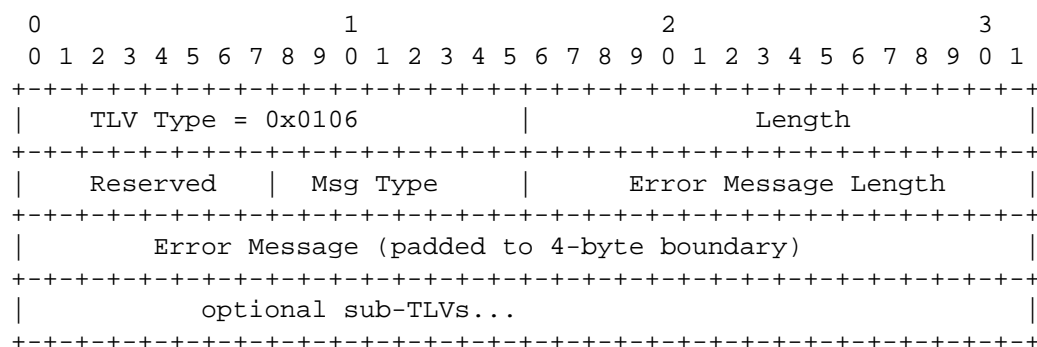 0                   1                   2                   3
 0 1 2 3 4 5 6 7 8 9 0 1 2 3 4 5 6 7 8 9 0 1 2 3 4 5 6 7 8 9 0 1
+-+-+-+-+-+-+-+-+-+-+-+-+-+-+-+-+-+-+-+-+-+-+-+-+-+-+-+-+-+-+-+-+
|    TLV Type = 0x0106          |              Length           |
+-+-+-+-+-+-+-+-+-+-+-+-+-+-+-+-+-+-+-+-+-+-+-+-+-+-+-+-+-+-+-+-+
|    Reserved   |  Msg Type     |      Error Message Length     |
+-+-+-+-+-+-+-+-+-+-+-+-+-+-+-+-+-+-+-+-+-+-+-+-+-+-+-+-+-+-+-+-+
|        Error Message (padded to 4-byte boundary)              |
+-+-+-+-+-+-+-+-+-+-+-+-+-+-+-+-+-+-+-+-+-+-+-+-+-+-+-+-+-+-+-+-+
|           optional sub-TLVs...                                |
+-+-+-+-+-+-+-+-+-+-+-+-+-+-+-+-+-+-+-+-+-+-+-+-+-+-+-+-+-+-+-+-+